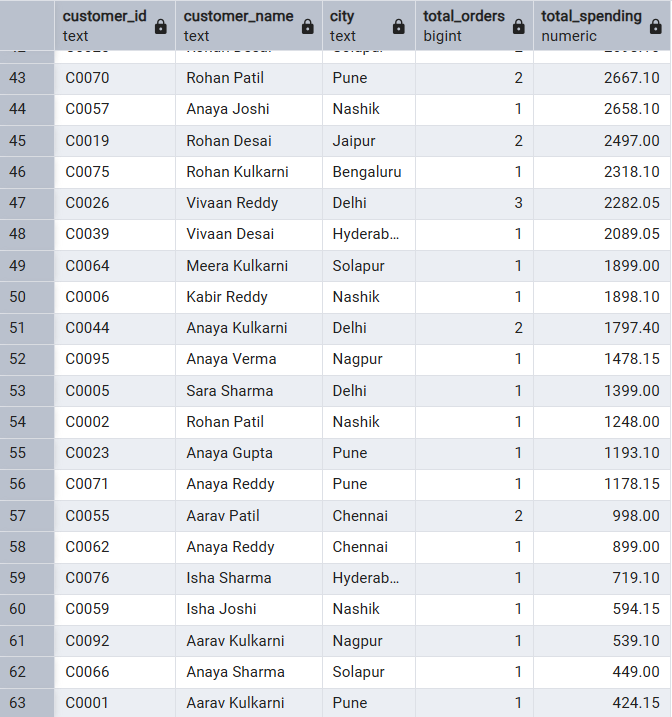 customer_id customer_name city total_orders total_spending
text text text bigint numeric
43 C0070 Rohan Patil Pune 2 2667.10
44 C0057 Anaya Joshi Nashik 1 2658.10
45 C0019 Rohan Desai Jaipur 2 2497.00
46 C0075 Rohan Kulkarni Bengaluru 1 2318.10
47 C0026 Vivaan Reddy Delhi 3 2282.05
48 C0039 Vivaan Desai Hyderab... 1 2089.05
49 C0064 Meera Kulkarni Solapur 1 1899.00
50 C0006 Kabir Reddy Nashik 1 1898.10
51 C0044 Anaya Kulkarni Delhi 2 1797.40
52 C0095 Anaya Verma Nagpur 1 1478.15
53 C0005 Sara Sharma Delhi 1 1399.00
54 C0002 Rohan Patil Nashik 1 1248.00
55 C0023 Anaya Gupta Pune 1 1193.10
56 C0071 Anaya Reddy Pune 1 1178.15
57 C0055 Aarav Patil Chennai 2 998.00
58 C0062 Anaya Reddy Chennai 1 899.00
59 C0076 Isha Sharma Hyderab... 1 719.10
60 C0059 Isha Joshi Nashik 1 594.15
61 C0092 Aarav Kulkarni Nagpur 1 539.10
62 C0066 Anaya Sharma Solapur 1 449.00
63 C0001 Aarav Kulkarni Pune 1 424.15